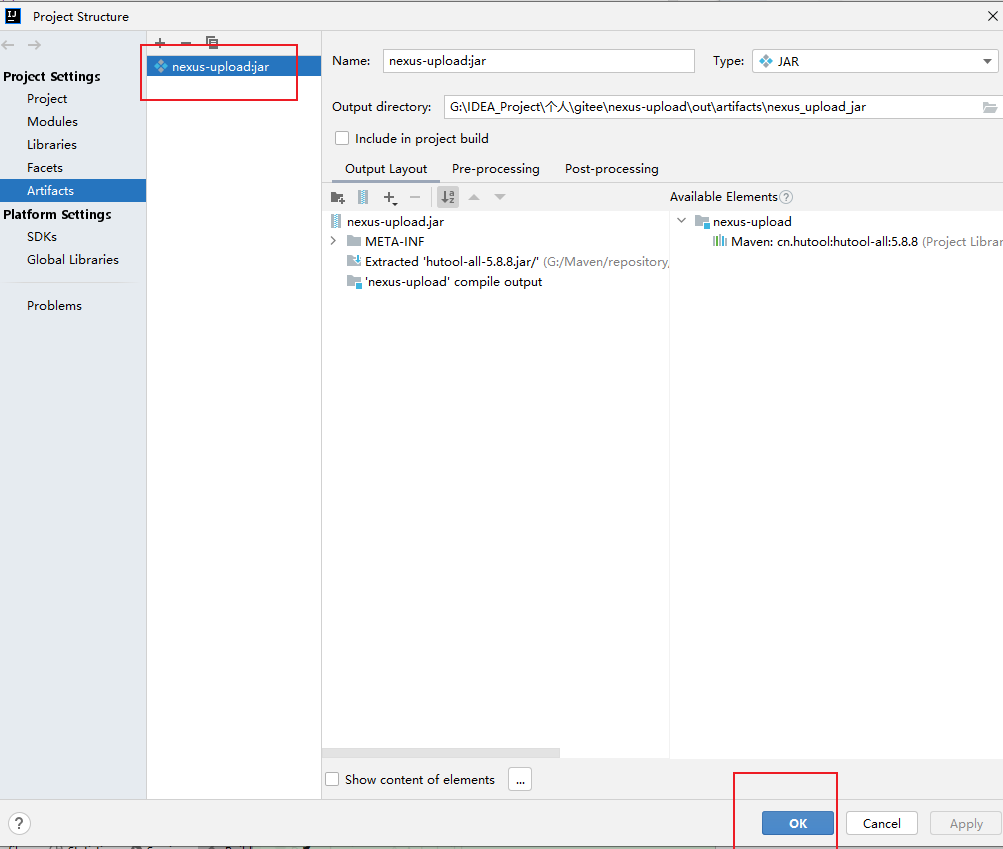 Project Structure
Project Settings
Project
Modules
Libraries
Facets
Artifacts
Platform Settings
SDKs
Global Libraries
Problems
nexus-upload:jar
Name:
nexus-upload:jar
Type:
JAR
Output directory:
G:\IDEA_Project\个人\gitee\nexus-upload\out\artifacts\nexus_upload_jar
Include in project build
Output Layout
Pre-processing
Post-processing
Available Elements
?
nexus-upload.jar
META-INF
Extracted 'hutool-all-5.8.8.jar/' (G:/Maven/repository,
'nexus-upload' compile output
nexus-upload
Maven: cn.hutool:hutool-all:5.8.8 (Project Librar
Show content of elements
...
?
OK
Cancel
Apply